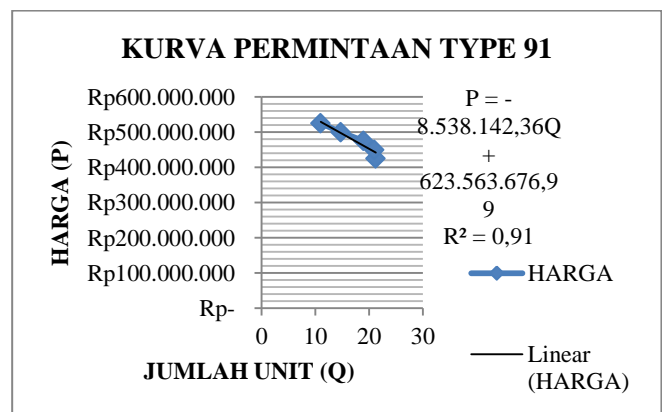 KURVA PERMINTAAN TYPE 91
HARGA (P)
Rp600.000.000
Rp500.000.000
Rp400.000.000
Rp300.000.000
Rp200.000.000
Rp100.000.000
Rp-
0 10 20 30
JUMLAH UNIT (Q)
P = -
8.538.142,36Q
+
623.563.676,9
9
R² = 0,91
HARGA
Linear
(HARGA)